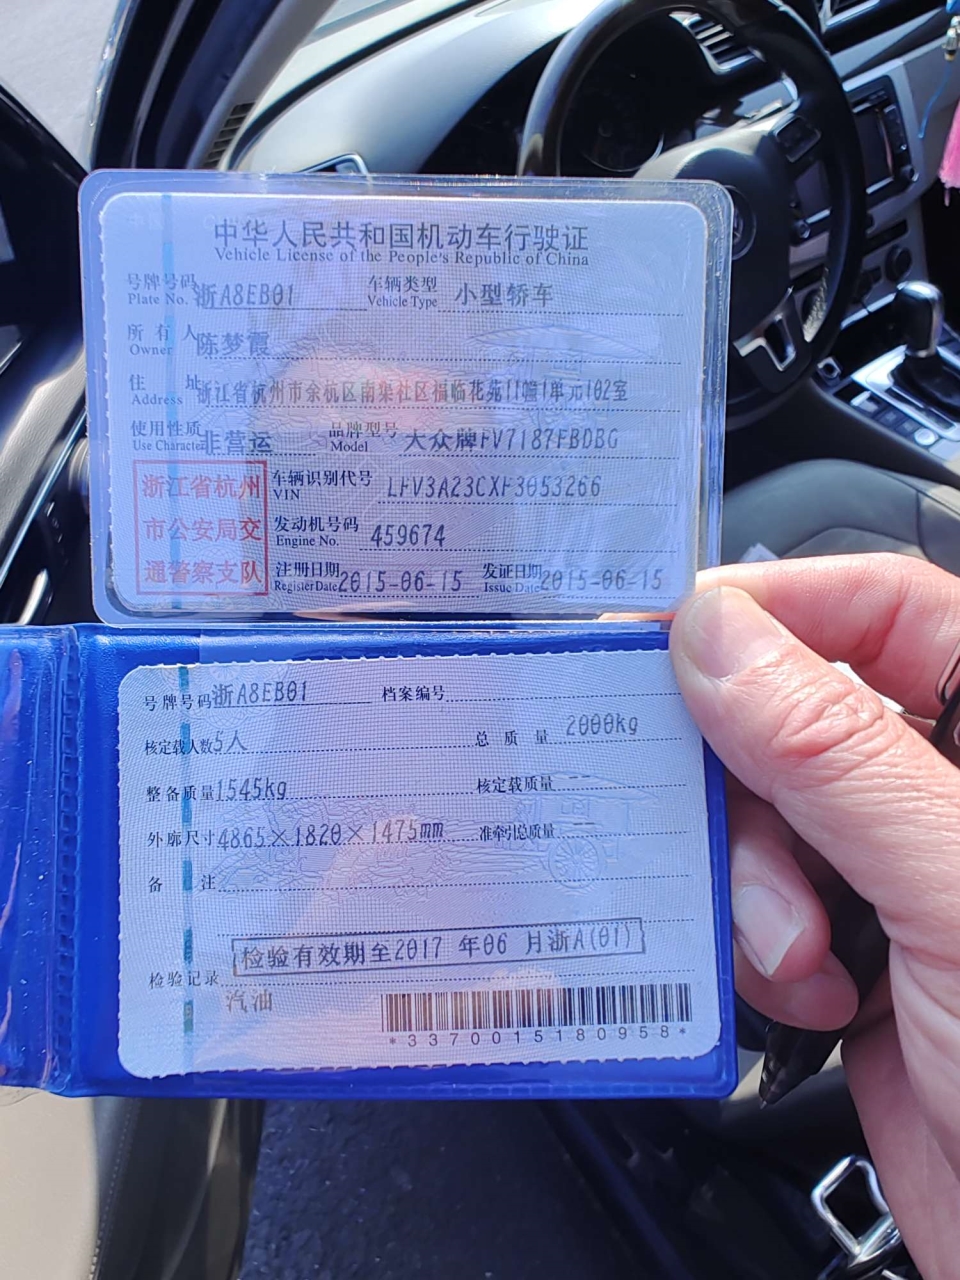 中华人民共和国机动车行驶证
Vehicle License of the People's Republic of China
号牌号码 浙A8EB01 车辆类型 小型轿车
Plate No. Vehicle Type
所有人 陈梦霞
Owner
住址 浙江省杭州市余杭区南渠社区福临花苑11幢1单元102室
Address
使用性质 非营运 品牌型号 大众牌FV7187FBDBG
Use Character Model
浙江省杭州
市公安局交
通警察支队
车辆识别代号 LFV3A23CXF3053266
VIN
发动机号码 459674
Engine No.
注册日期 2015-06-15 发证日期 2015-06-15
Register Date Issue Date
号牌号码 浙A8EB01 档案编号
核定载人数 5人 总质量 2000kg
整备质量 1545kg 核定载质量 --
外廓尺寸 4865×1820×1475mm 准牵引总质量 --
备注
检验有效期至2017 年06 月浙A(01)
检验记录
汽油
*3370015180958*